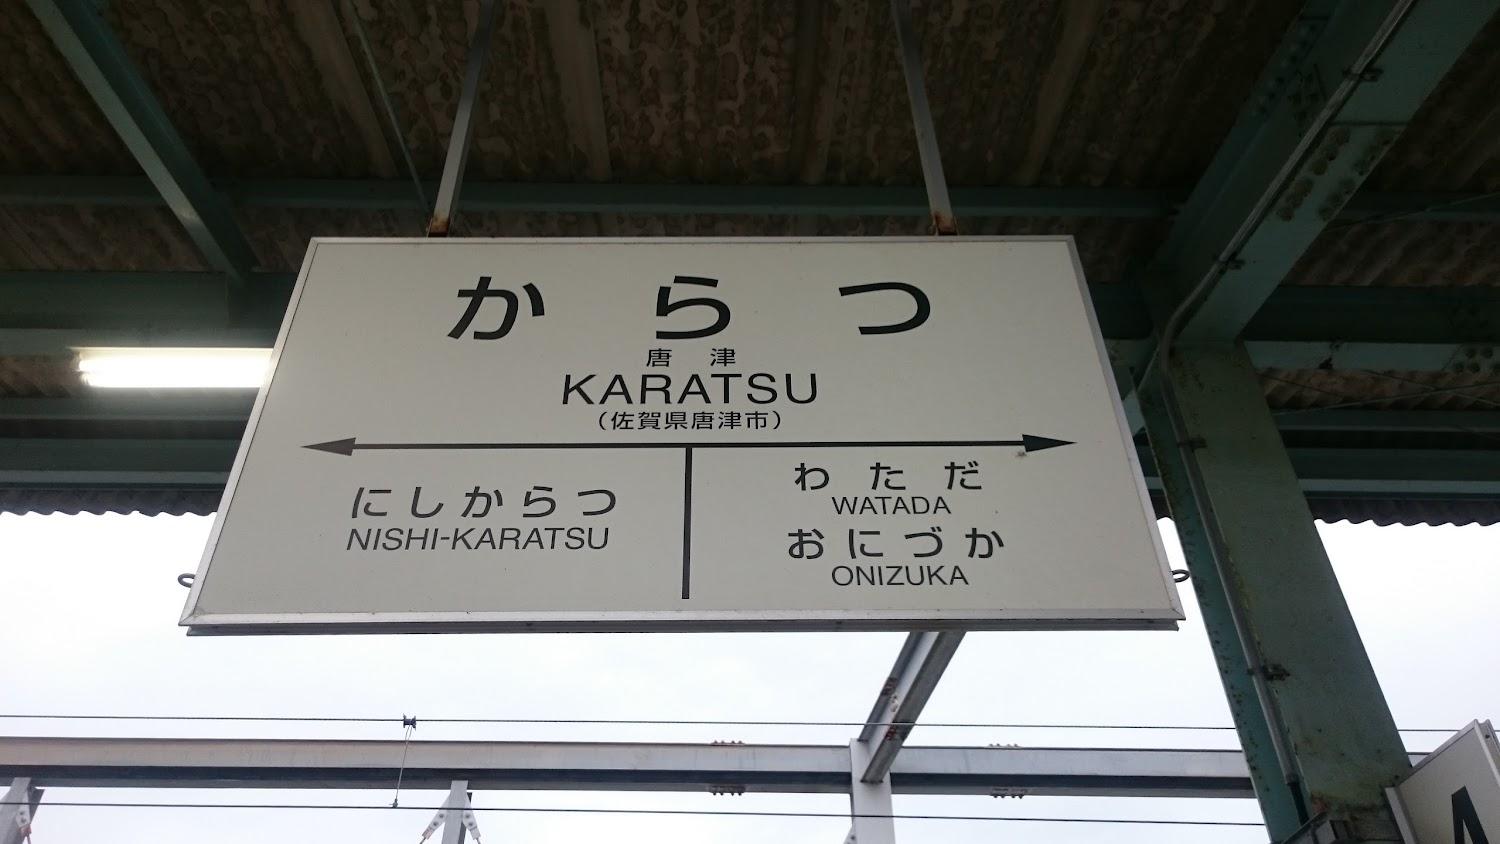 からつ
唐津
KARATSU
（佐賀県唐津市）
にしからつ
NISHI-KARATSU
わただ
WATADA
おにづか
ONIZUKA